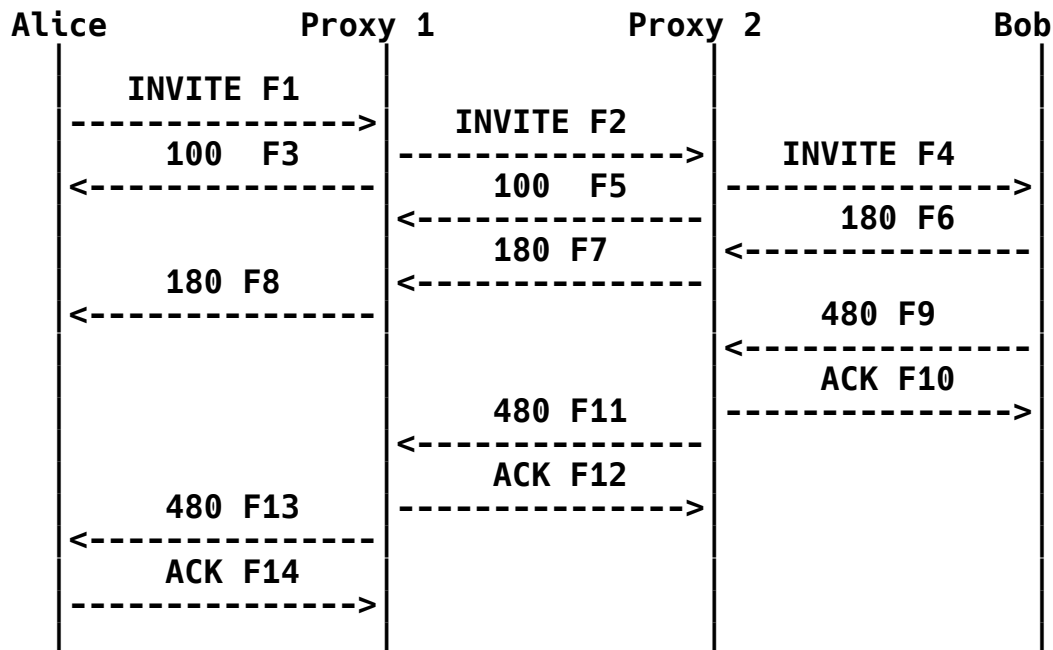 Alice Proxy 1 Proxy 2 Bob
INVITE F1
INVITE F2
100 F3 INVITE F4
100 F5
180 F6
180 F7
180 F8
480 F9
ACK F10
480 F11
ACK F12
480 F13
ACK F14